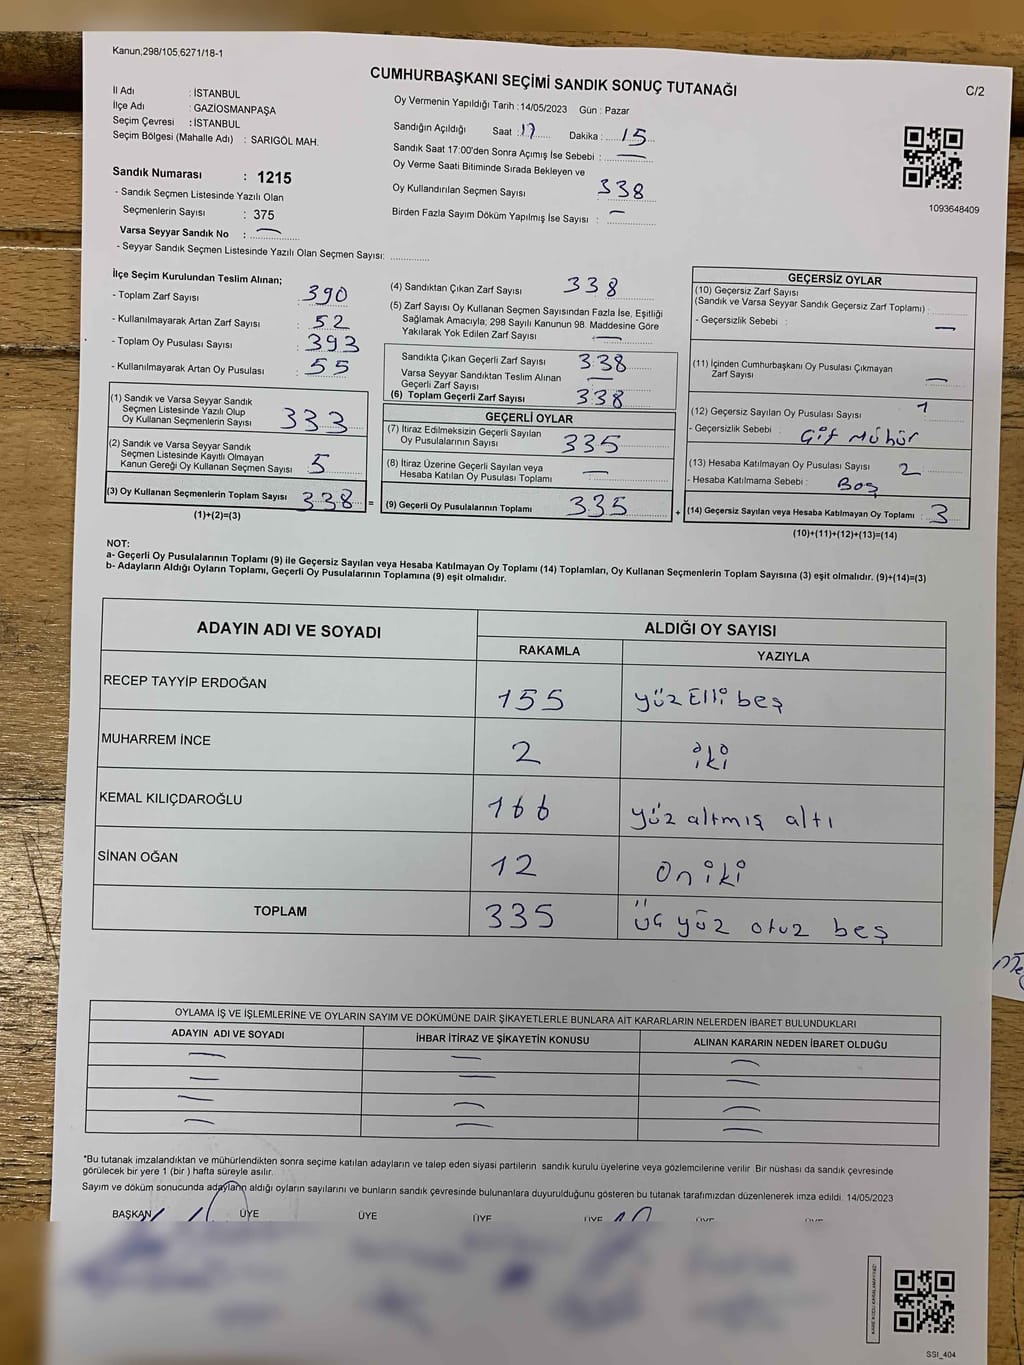 Kanun,298/105,6271/18-1
CUMHURBAŞKANI SEÇİMİ SANDIK SONUÇ TUTANAĞI
C/2
İl Adı : İSTANBUL
İlçe Adı : GAZİOSMANPAŞA
Seçim Çevresi : İSTANBUL
Seçim Bölgesi (Mahalle Adı) : SARIGÖL MAH.
Sandık Numarası : 1215
- Sandık Seçmen Listesinde Yazılı Olan
Seçmenlerin Sayısı : 375
Varsa Seyyar Sandık No : —
- Seyyar Sandık Seçmen Listesinde Yazılı Olan Seçmen Sayısı: ............
Oy Vermenin Yapıldığı Tarih : 14/05/2023 Gün : Pazar
Sandığın Açıldığı Saat : 17 Dakika : 15
Sandık Saat 17:00'den Sonra Açımış İse Sebebi : —
Oy Verme Saati Bitiminde Sırada Bekleyen ve
Oy Kullandırılan Seçmen Sayısı 338
Birden Fazla Sayım Döküm Yapılmış İse Sayısı : —
1093648409
İlçe Seçim Kurulundan Teslim Alınan;
- Toplam Zarf Sayısı : 390
- Kullanılmayarak Artan Zarf Sayısı : 52
- Toplam Oy Pusulası Sayısı : 393
- Kullanılmayarak Artan Oy Pusulası : 55
(1) Sandık ve Varsa Seyyar Sandık
Seçmen Listesinde Yazılı Olup
Oy Kullanan Seçmenlerin Sayısı 333
(2) Sandık ve Varsa Seyyar Sandık
Seçmen Listesinde Kayıtlı Olmayan
Kanun Gereği Oy Kullanan Seçmen Sayısı 5
(3) Oy Kullanan Seçmenlerin Toplam Sayısı 338 =
(1)+(2)=(3)
(4) Sandıktan Çıkan Zarf Sayısı 338
(5) Zarf Sayısı Oy Kullanan Seçmen Sayısından Fazla İse, Eşitliği
Sağlamak Amacıyla; 298 Sayılı Kanunun 98. Maddesine Göre
Yakılarak Yok Edilen Zarf Sayısı : —
Sandıkta Çıkan Geçerli Zarf Sayısı 338
Varsa Seyyar Sandıktan Teslim Alınan
Geçerli Zarf Sayısı —
(6) Toplam Geçerli Zarf Sayısı 338
GEÇERLİ OYLAR
(7) İtiraz Edilmeksizin Geçerli Sayılan
Oy Pusulalarının Sayısı 335
(8) İtiraz Üzerine Geçerli Sayılan veya
Hesaba Katılan Oy Pusulası Toplamı —
(9) Geçerli Oy Pusulalarının Toplamı 335 +
GEÇERSİZ OYLAR
(10) Geçersiz Zarf Sayısı
(Sandık ve Varsa Seyyar Sandık Geçersiz Zarf Toplamı) :
- Geçersizlik Sebebi : —
(11) İçinden Cumhurbaşkanı Oy Pusulası Çıkmayan
Zarf Sayısı —
(12) Geçersiz Sayılan Oy Pusulası Sayısı 1
- Geçersizlik Sebebi : Çift Mühür
(13) Hesaba Katılmayan Oy Pusulası Sayısı 2
- Hesaba Katılmama Sebebi : Boş
(14) Geçersiz Sayılan veya Hesaba Katılmayan Oy Toplamı : 3
(10)+(11)+(12)+(13)=(14)
NOT:
a- Geçerli Oy Pusulalarının Toplamı (9) ile Geçersiz Sayılan veya Hesaba Katılmayan Oy Toplamı (14) Toplamları, Oy Kullanan Seçmenlerin Toplam Sayısına (3) eşit olmalıdır. (9)+(14)=(3)
b- Adayların Aldığı Oyların Toplamı, Geçerli Oy Pusulalarının Toplamına (9) eşit olmalıdır.
ADAYIN ADI VE SOYADI ALDIĞI OY SAYISI
RAKAMLA YAZIYLA
RECEP TAYYİP ERDOĞAN 155 yüz Elli beş
MUHARREM İNCE 2 iki
KEMAL KILIÇDAROĞLU 166 yüz altmış altı
SİNAN OĞAN 12 on iki
TOPLAM 335 üç yüz otuz beş
OYLAMA İŞ VE İŞLEMLERİNE VE OYLARIN SAYIM VE DÖKÜMÜNE DAİR ŞİKAYETLERLE BUNLARA AİT KARARLARIN NELERDEN İBARET BULUNDUKLARI
ADAYIN ADI VE SOYADI İHBAR İTİRAZ VE ŞİKAYETİN KONUSU ALINAN KARARIN NEDEN İBARET OLDUĞU
— — —
— — —
— — —
— — —
*Bu tutanak imzalandıktan ve mühürlendikten sonra seçime katılan adayların ve talep eden siyasi partilerin sandık kurulu üyelerine veya gözlemcilerine verilir .Bir nüshası da sandık çevresinde
görülecek bir yere 1 (bir ) hafta süreyle asılır.
Sayım ve döküm sonucunda adayların aldığı oyların sayılarını ve bunların sandık çevresinde bulunanlara duyurulduğunu gösteren bu tutanak tarafımızdan düzenlenerek imza edildi. 14/05/2023
BAŞKAN ÜYE ÜYE ÜYE ÜYE ÜYE ÜYE
SSI_404